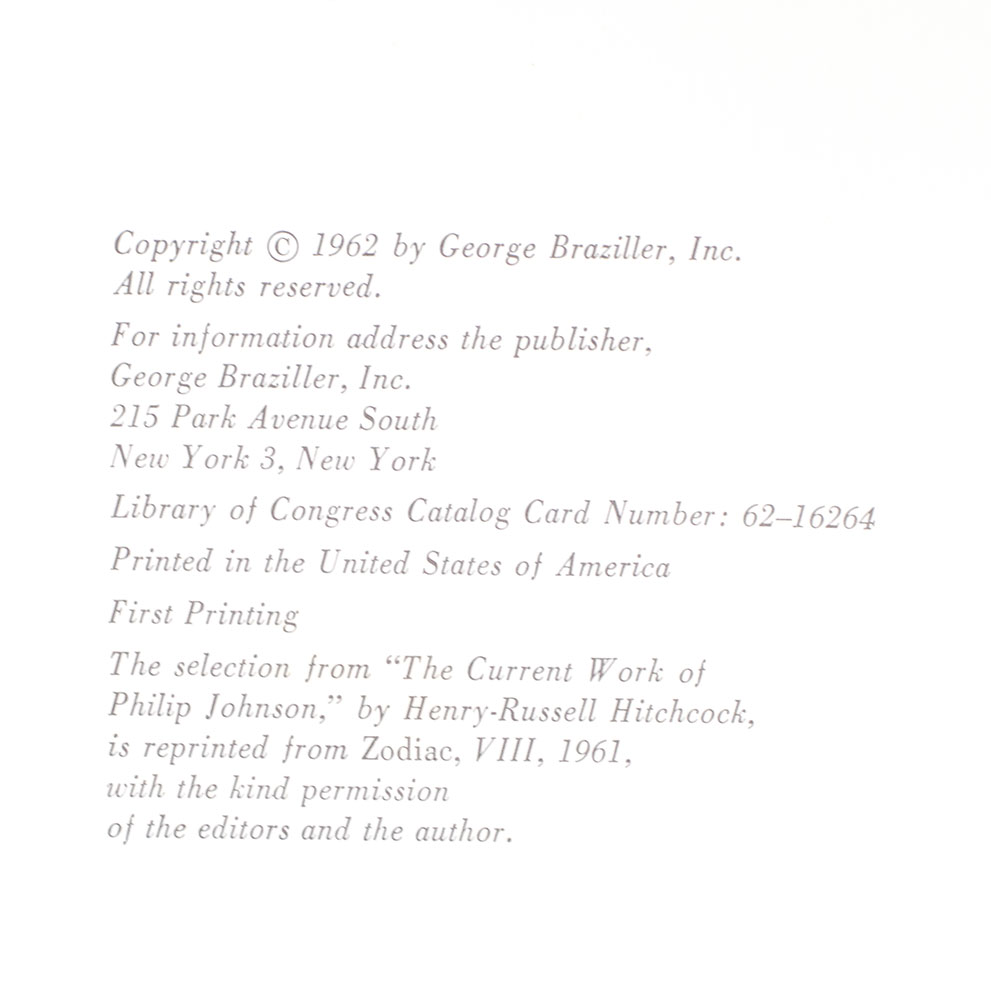 Copyright © 1962 by George Braziller, Inc.
All rights reserved.
For information address the publisher,
George Braziller, Inc.
215 Park Avenue South
New York 3, New York
Library of Congress Catalog Card Number: 62–16264
Printed in the United States of America
First Printing
The selection from “The Current Work of
Philip Johnson,” by Henry-Russell Hitchcock,
is reprinted from Zodiac, VIII, 1961,
with the kind permission
of the editors and the author.